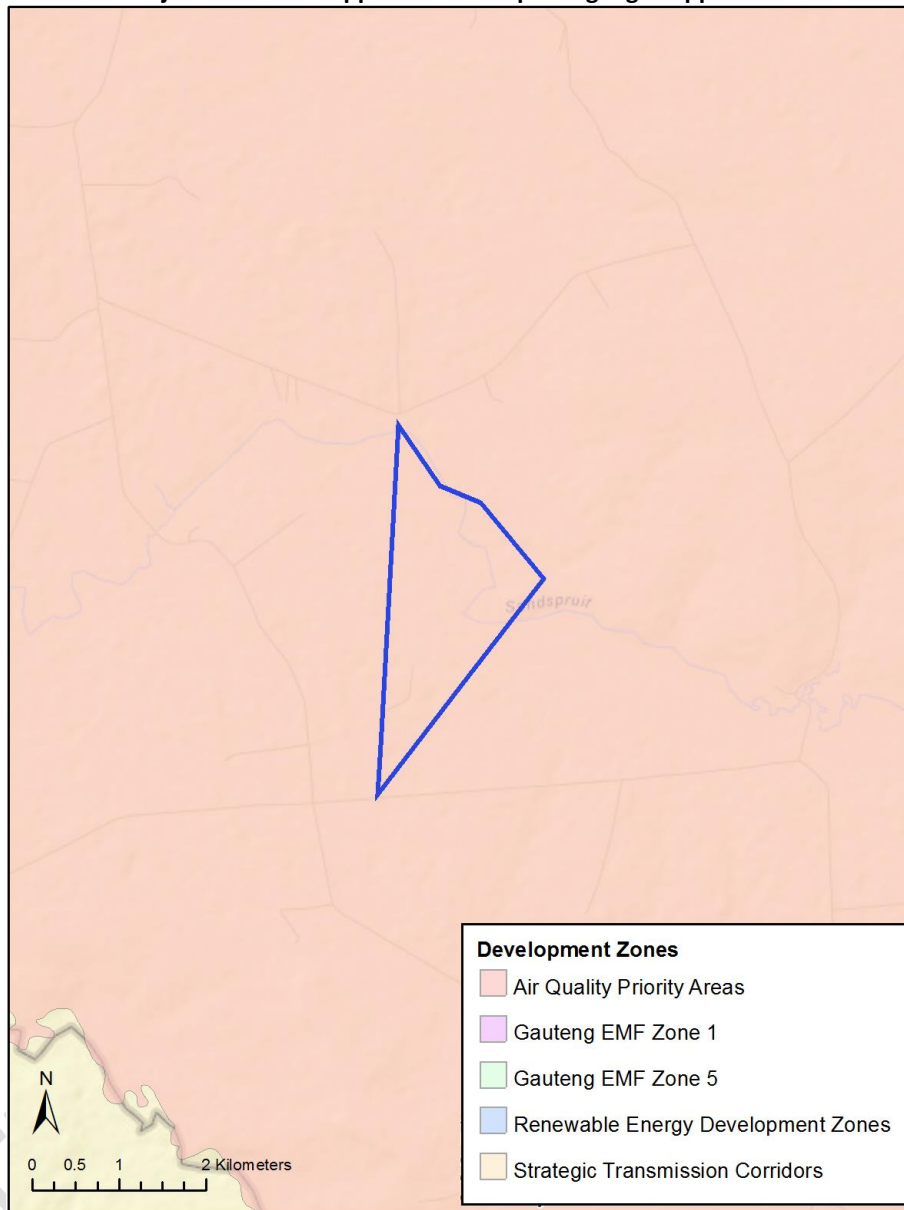 Sandspruit
Development Zones
Air Quality Priority Areas
Gauteng EMF Zone 1
Gauteng EMF Zone 5
Renewable Energy Development Zones
Strategic Transmission Corridors
N
0 0.5 1 2 Kilometers